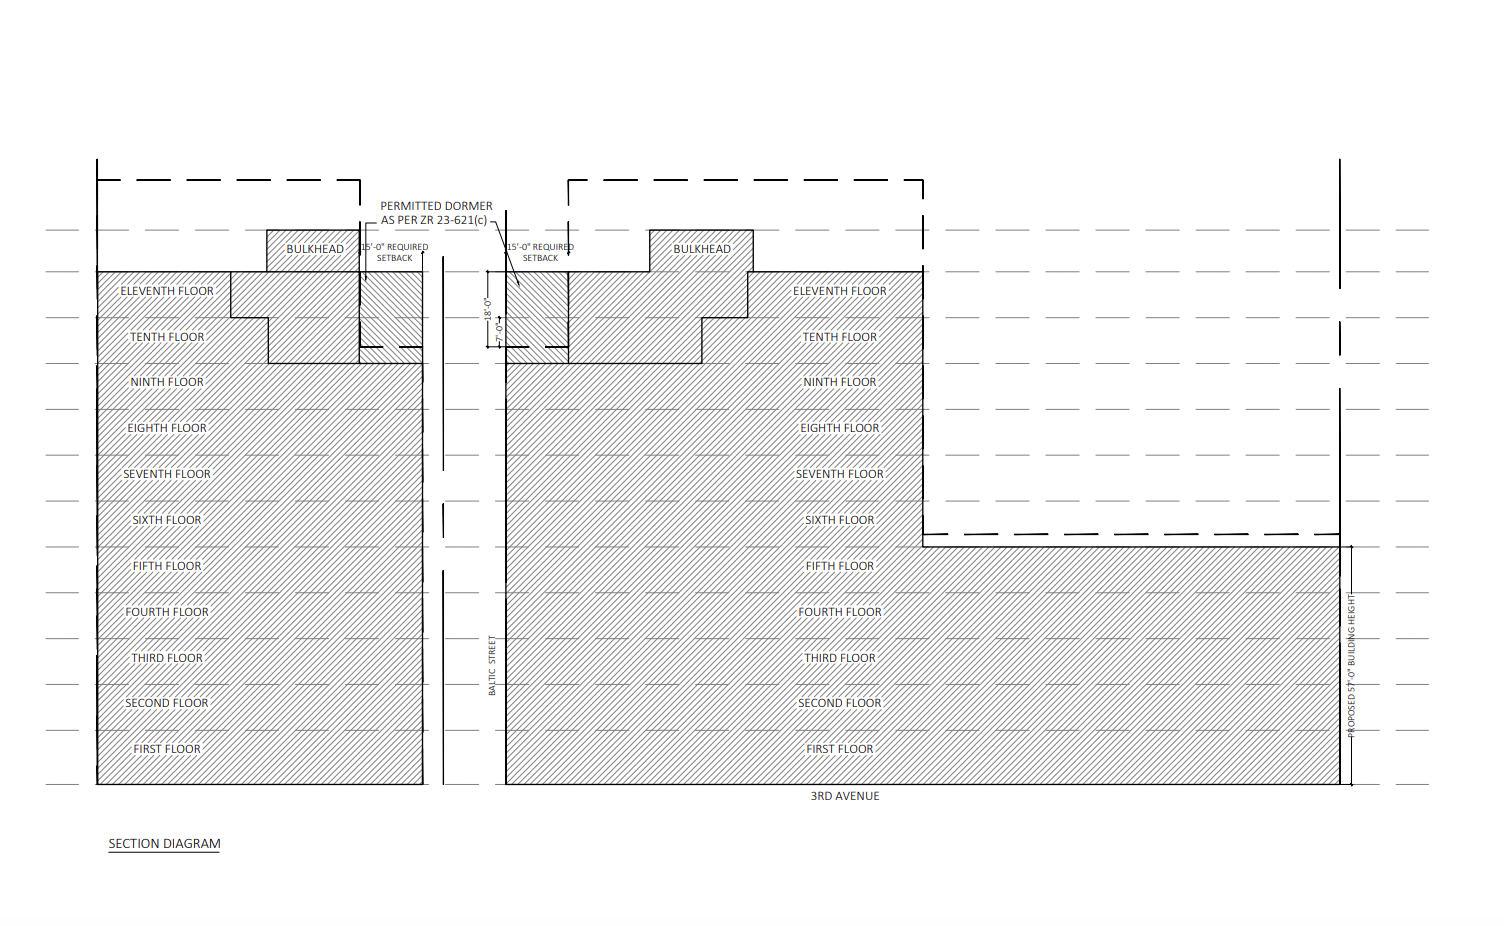 PERMITTED DORMER
AS PER ZR 23-621(c)
15'-0" REQUIRED
SETBACK
15'-0" REQUIRED
SETBACK
BULKHEAD
BULKHEAD
ELEVENTH FLOOR
ELEVENTH FLOOR
18'-0"
7'-0"
TENTH FLOOR
TENTH FLOOR
NINTH FLOOR
NINTH FLOOR
EIGHTH FLOOR
EIGHTH FLOOR
SEVENTH FLOOR
SEVENTH FLOOR
SIXTH FLOOR
SIXTH FLOOR
FIFTH FLOOR
FIFTH FLOOR
FOURTH FLOOR
FOURTH FLOOR
THIRD FLOOR
BALTIC STREET
THIRD FLOOR
PROPOSED 57'-0" BUILDING HEIGHT
SECOND FLOOR
SECOND FLOOR
FIRST FLOOR
FIRST FLOOR
3RD AVENUE
SECTION DIAGRAM